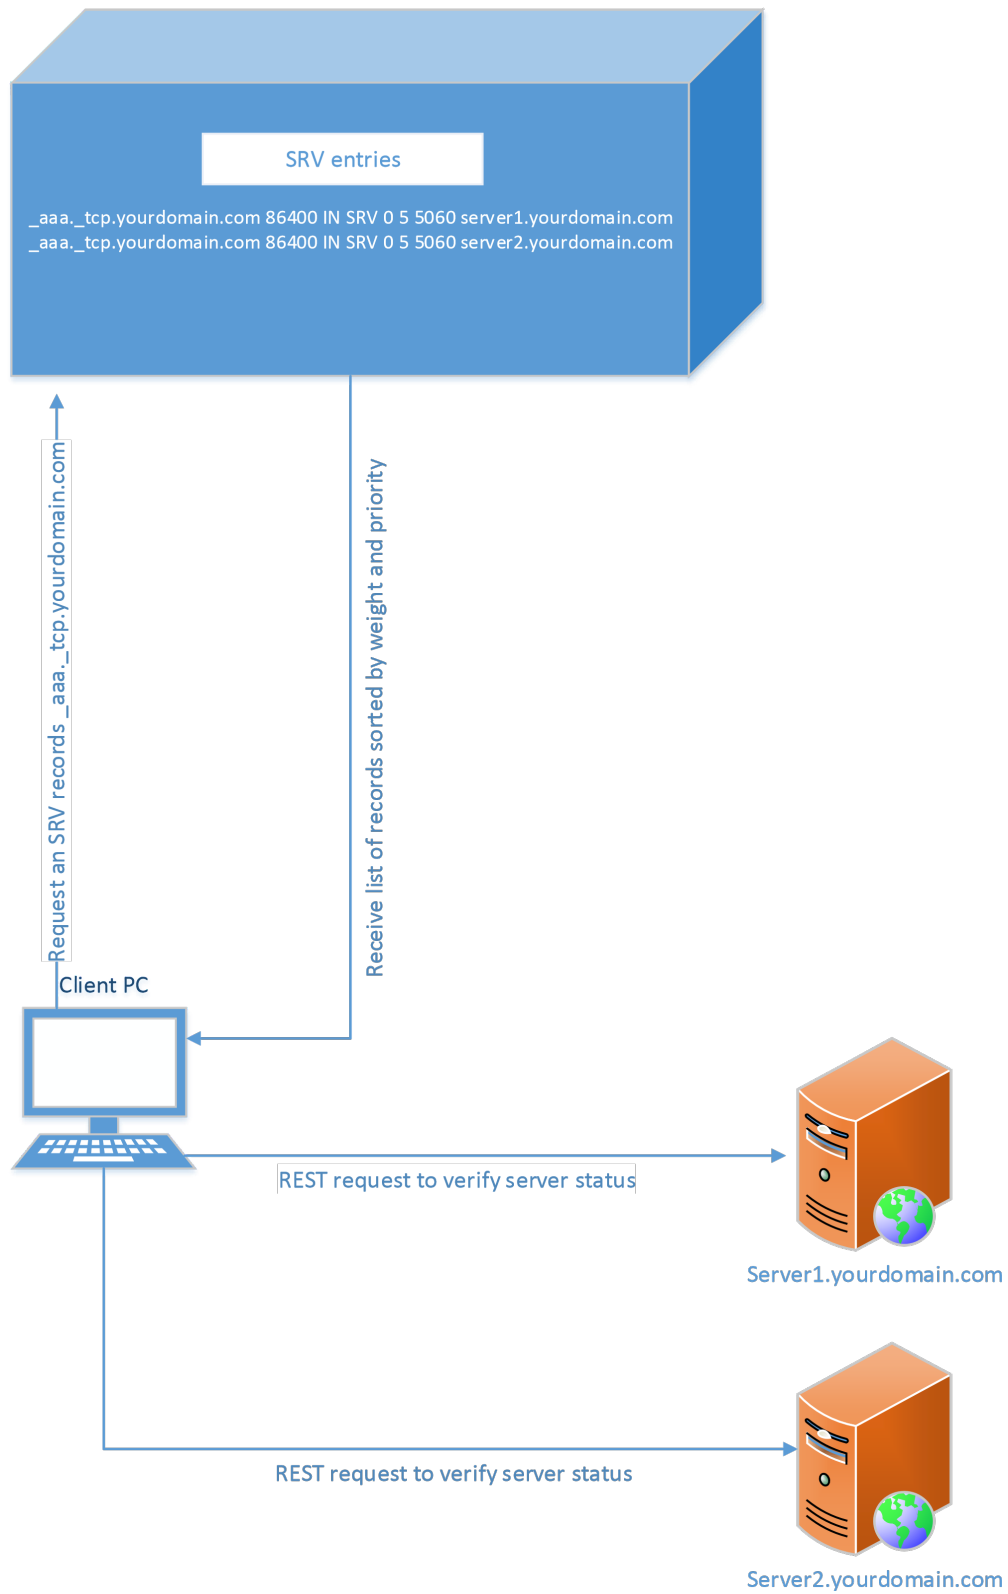 SRV entries
_aaa._tcp.yourdomain.com 86400 IN SRV 0 5 5060 server1.yourdomain.com
_aaa._tcp.yourdomain.com 86400 IN SRV 0 5 5060 server2.yourdomain.com
Request an SRV records _aaa._tcp.yourdomain.com
Receive list of records sorted by weight and priority
Client PC
REST request to verify server status
Server1.yourdomain.com
REST request to verify server status
Server2.yourdomain.com